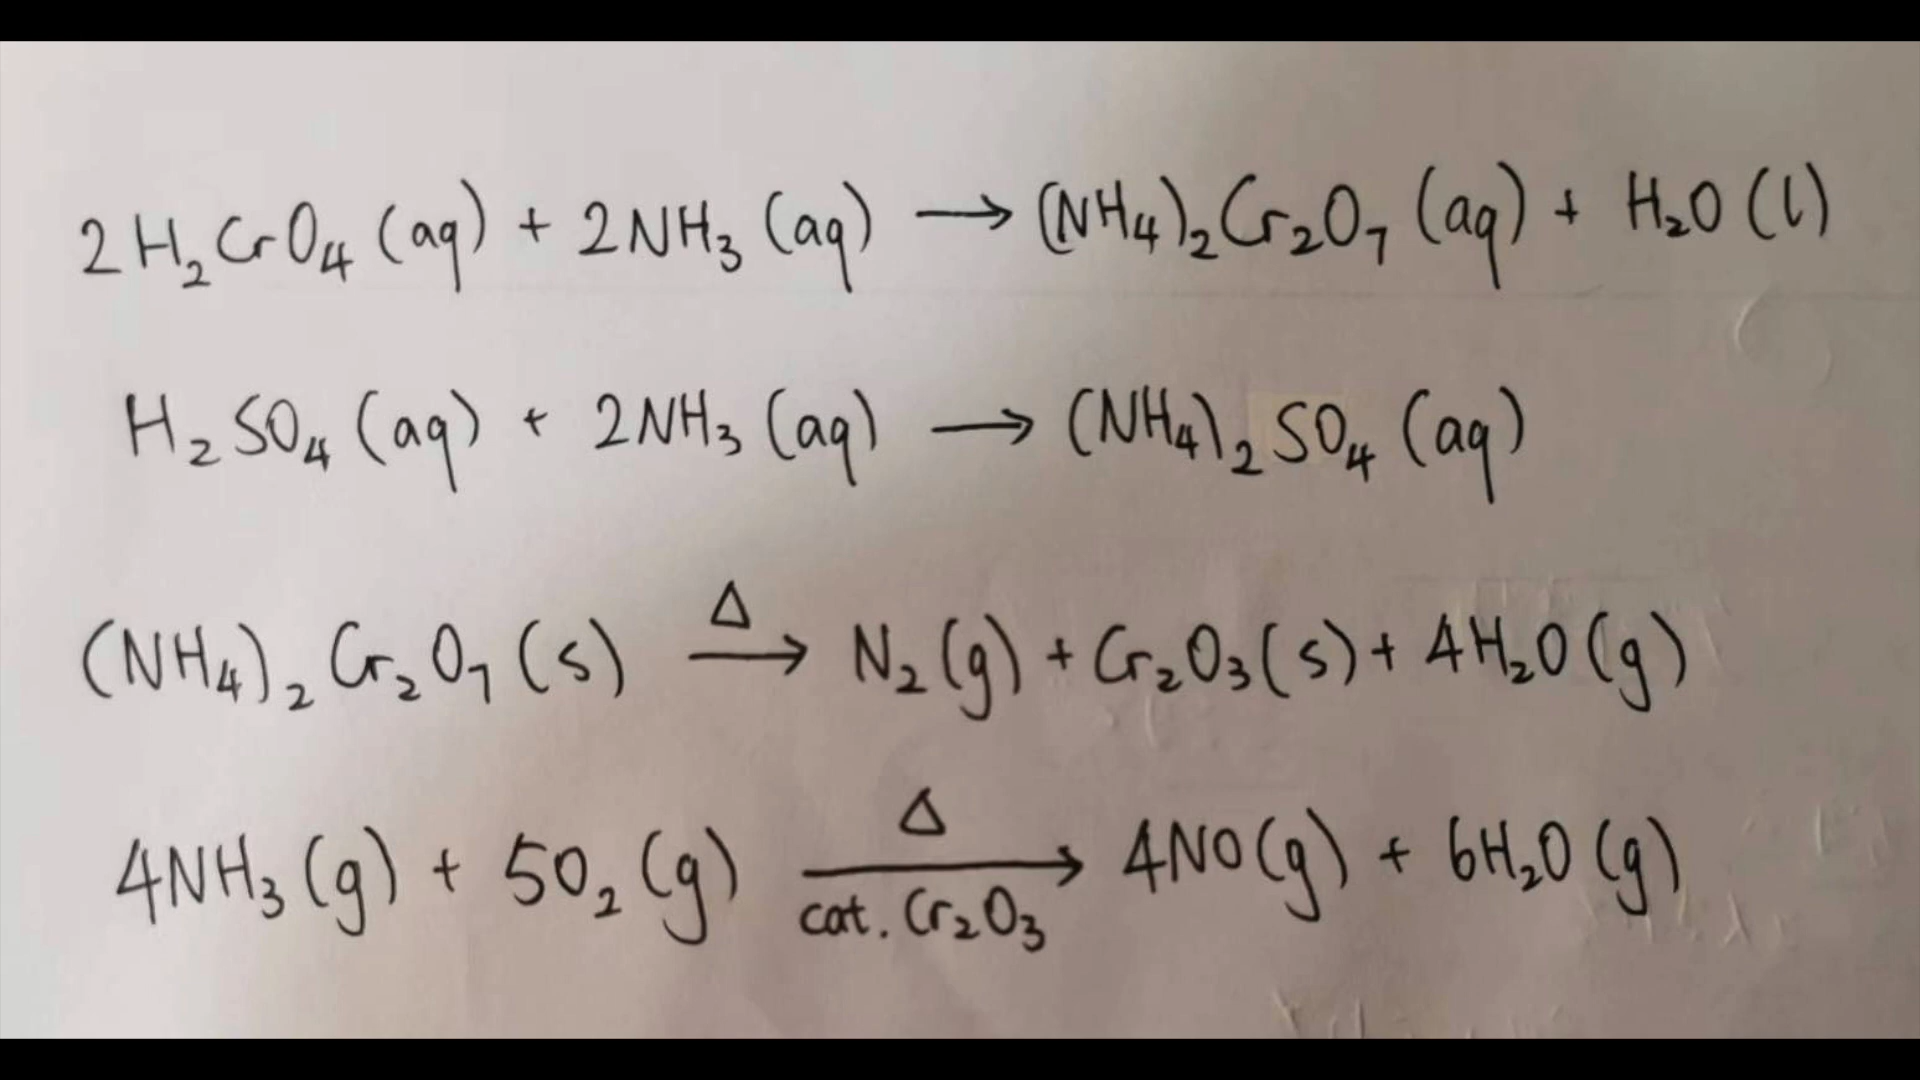 2H₂CrO₄ (aq) + 2NH₃ (aq) → (NH₄)₂Cr₂O₇ (aq) + H₂O (l)
H₂SO₄ (aq) + 2NH₃ (aq) → (NH₄)₂SO₄ (aq)
Δ
(NH₄)₂Cr₂O₇ (s) → N₂ (g) + Cr₂O₃ (s) + 4H₂O (g)
Δ
4NH₃ (g) + 5O₂ (g) → 4NO (g) + 6H₂O (g)
cat. Cr₂O₃